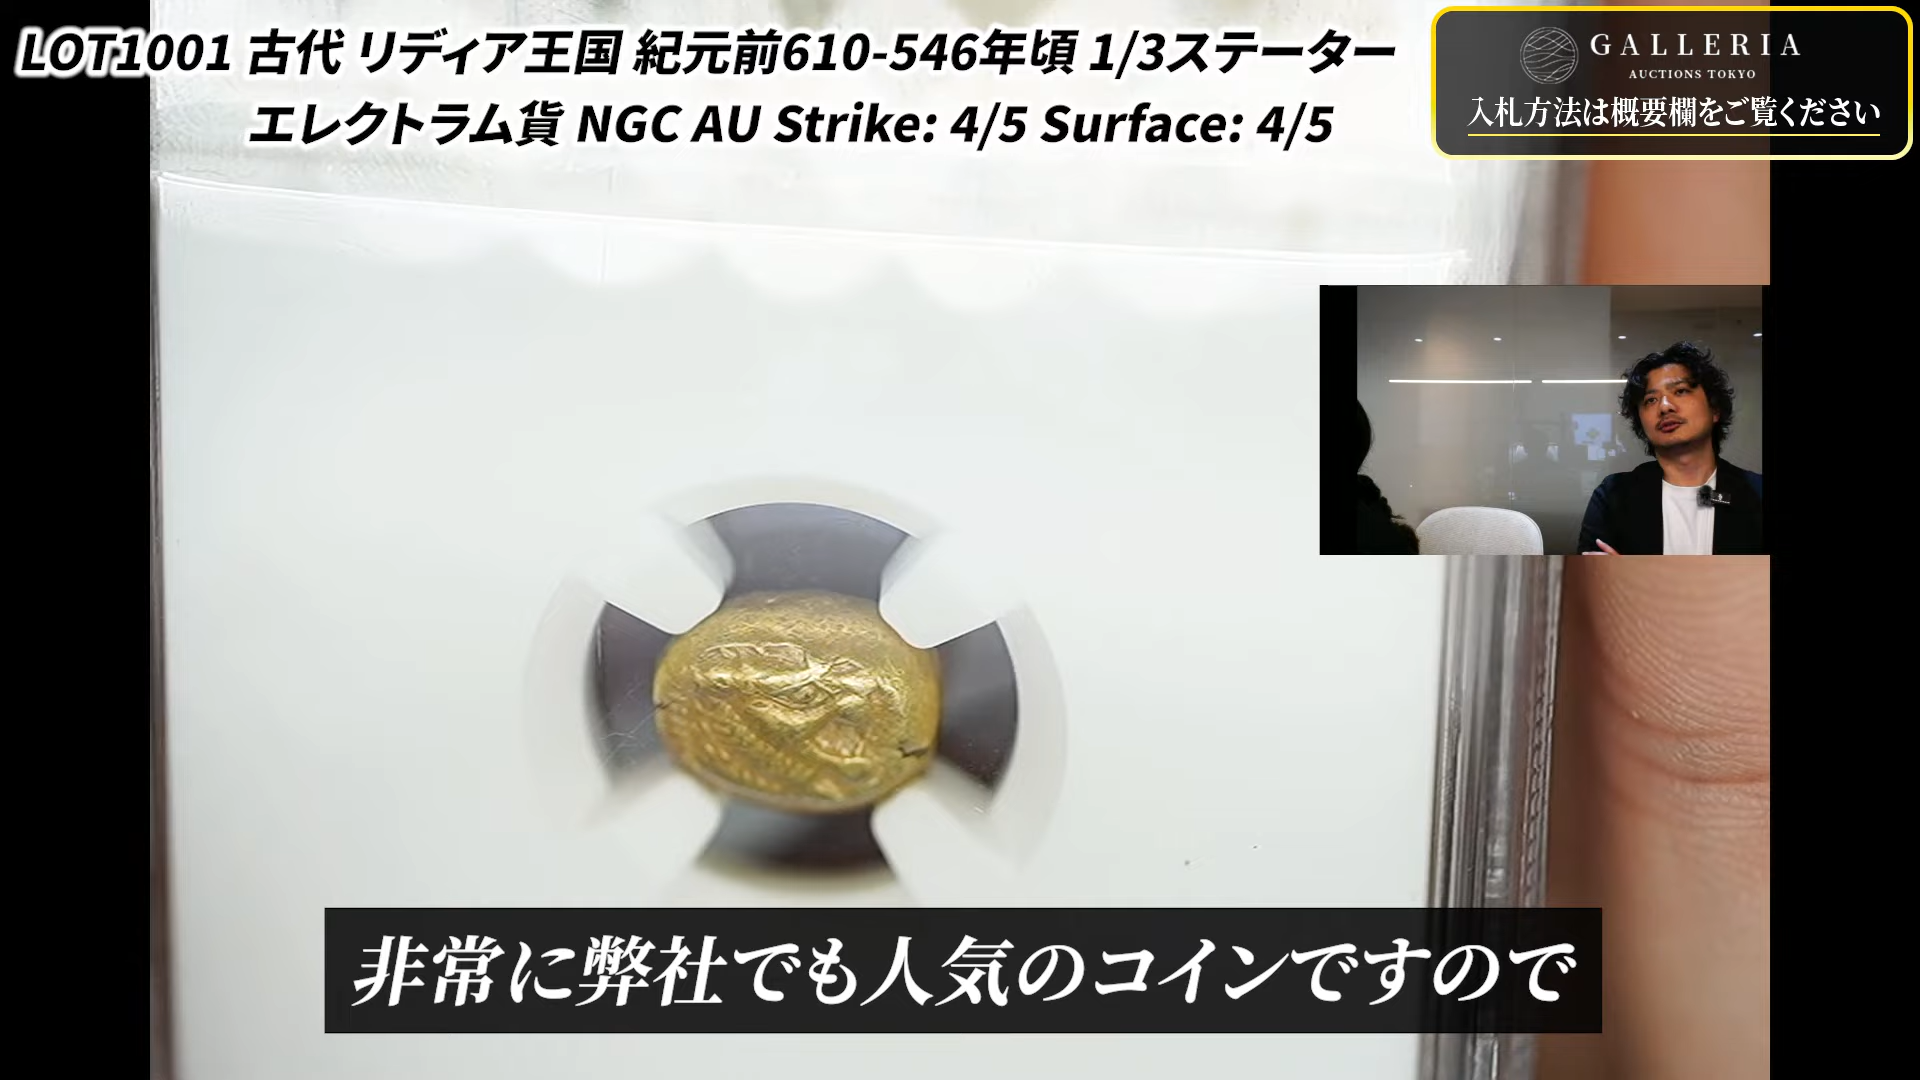 LOT1001 古代 リディア王国 紀元前610-546年頃 1/3ステーター
エレクトラム貨 NGC AU Strike: 4/5 Surface: 4/5
GALLERIA
AUCTIONS TOKYO
入札方法は概要欄をご覧ください
非常に弊社でも人気のコインですので